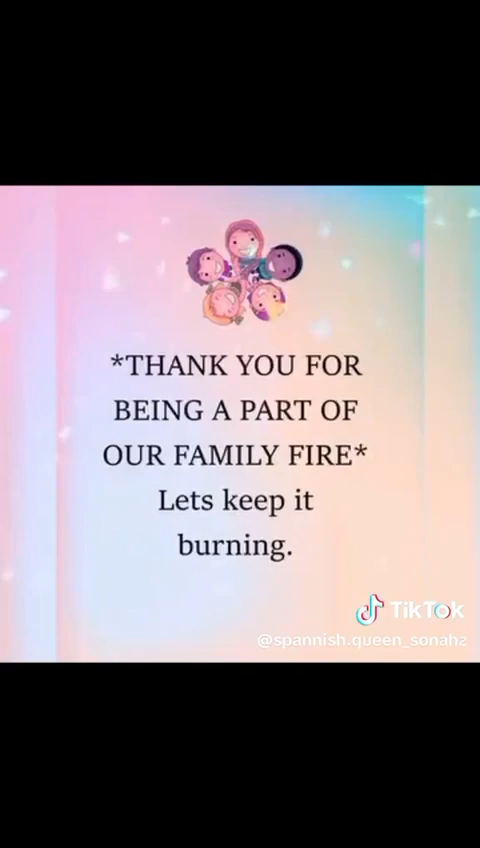 *THANK YOU FOR
BEING A PART OF
OUR FAMILY FIRE*
Lets keep it
burning.
TikTok
@spannish.queen_sonahz